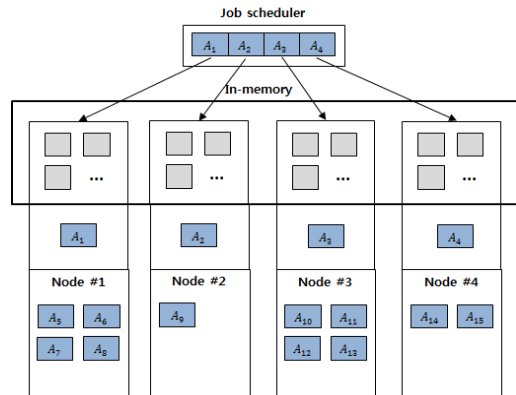 Job scheduler
A₁ A₂ A₃ A₄
In-memory
... ... ... ...
A₁ A₂ A₃ A₄
Node #1 Node #2 Node #3 Node #4
A₅ A₆ A₉ A₁₀ A₁₁ A₁₄ A₁₅
A₇ A₈ A₁₂ A₁₃